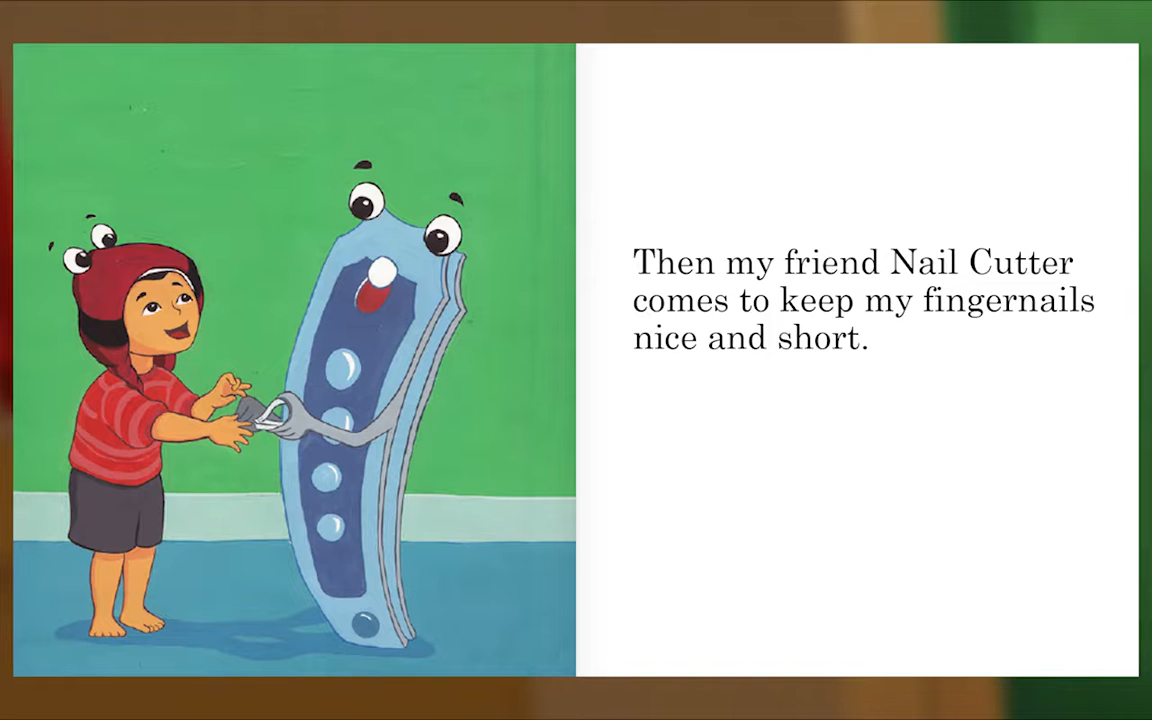 Then my friend Nail Cutter
comes to keep my fingernails
nice and short.